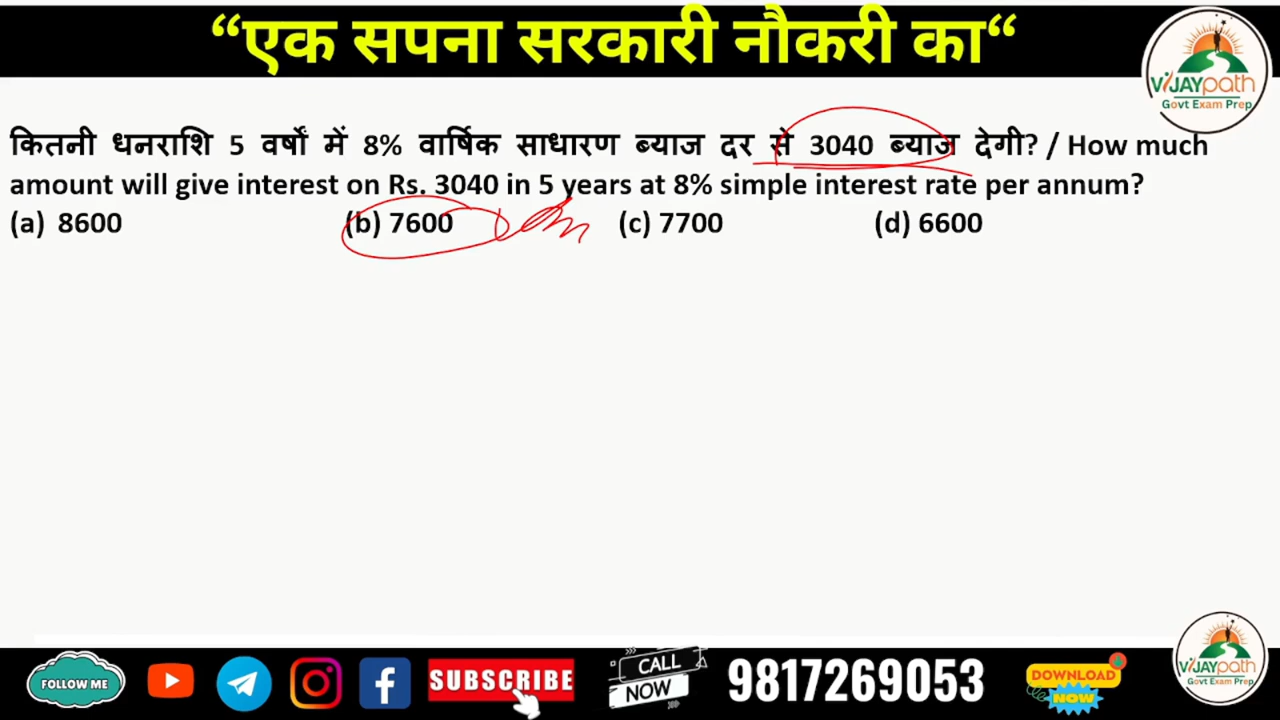 “एक सपना सरकारी नौकरी का“
VIJAYpath
Govt Exam Prep
कितनी धनराशि 5 वर्षों में 8% वार्षिक साधारण ब्याज दर से 3040 ब्याज देगी? / How much
amount will give interest on Rs. 3040 in 5 years at 8% simple interest rate per annum?
(a) 8600 (b) 7600 (c) 7700 (d) 6600
FOLLOW ME
SUBSCRIBE
CALL
NOW
9817269053
DOWNLOAD
NOW
VIJAYpath
Govt Exam Prep